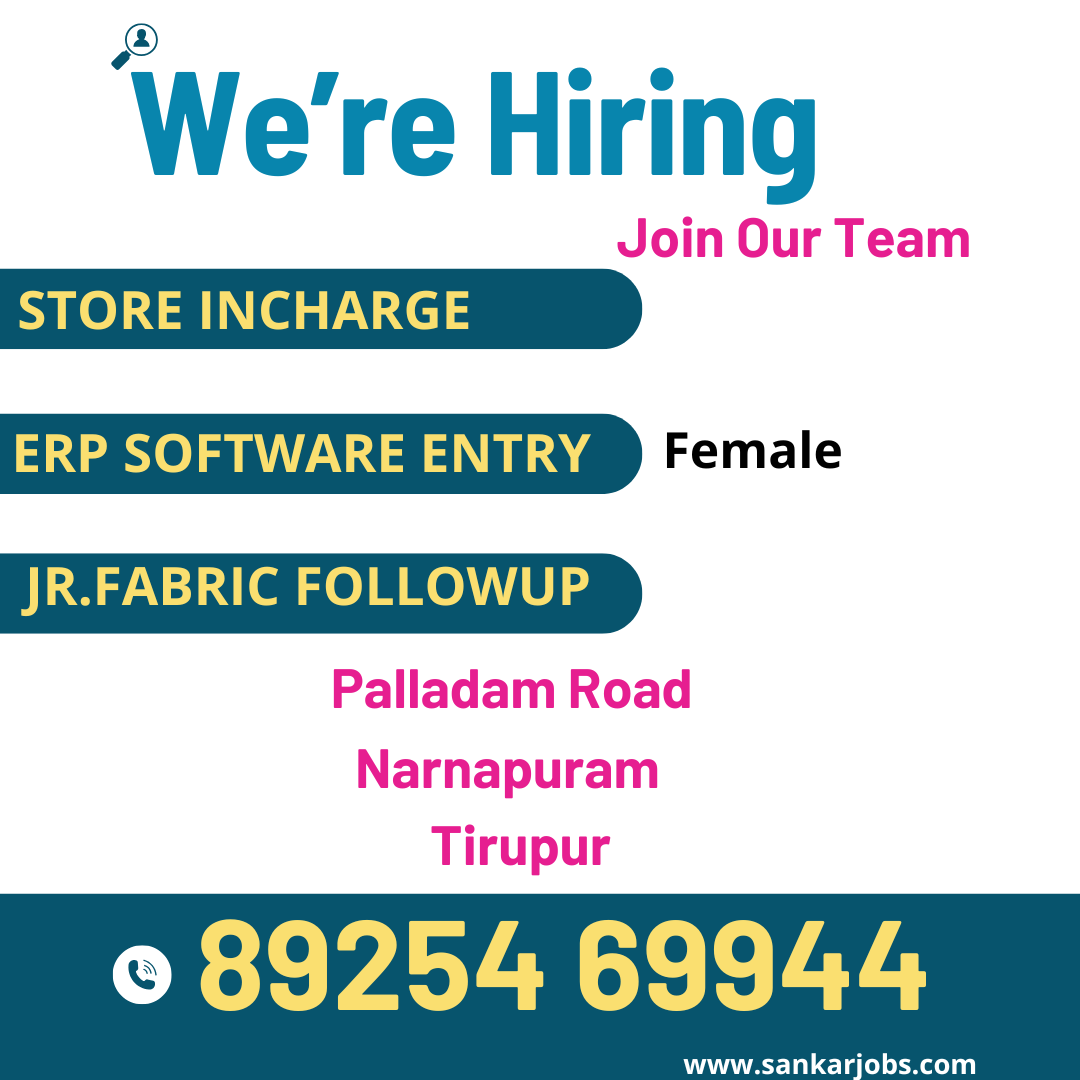 We’re Hiring
Join Our Team
STORE INCHARGE
ERP SOFTWARE ENTRY Female
JR.FABRIC FOLLOWUP
Palladam Road
Narnapuram
Tirupur
89254 69944
www.sankarjobs.com